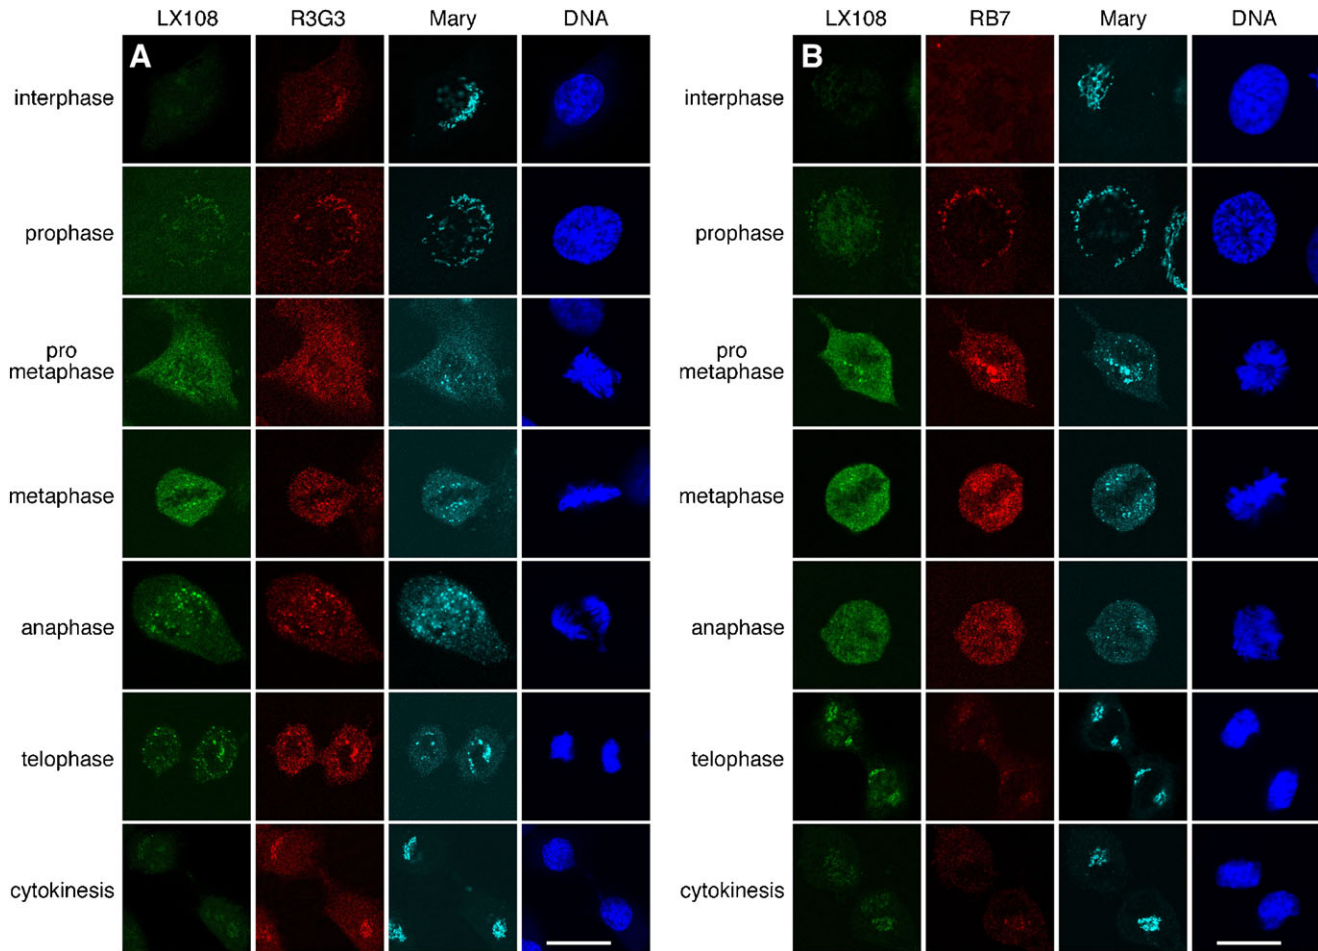 LX108 R3G3 Mary DNA LX108 RB7 Mary DNA
A B
interphase interphase
prophase prophase
pro pro
metaphase metaphase
metaphase metaphase
anaphase anaphase
telophase telophase
cytokinesis cytokinesis